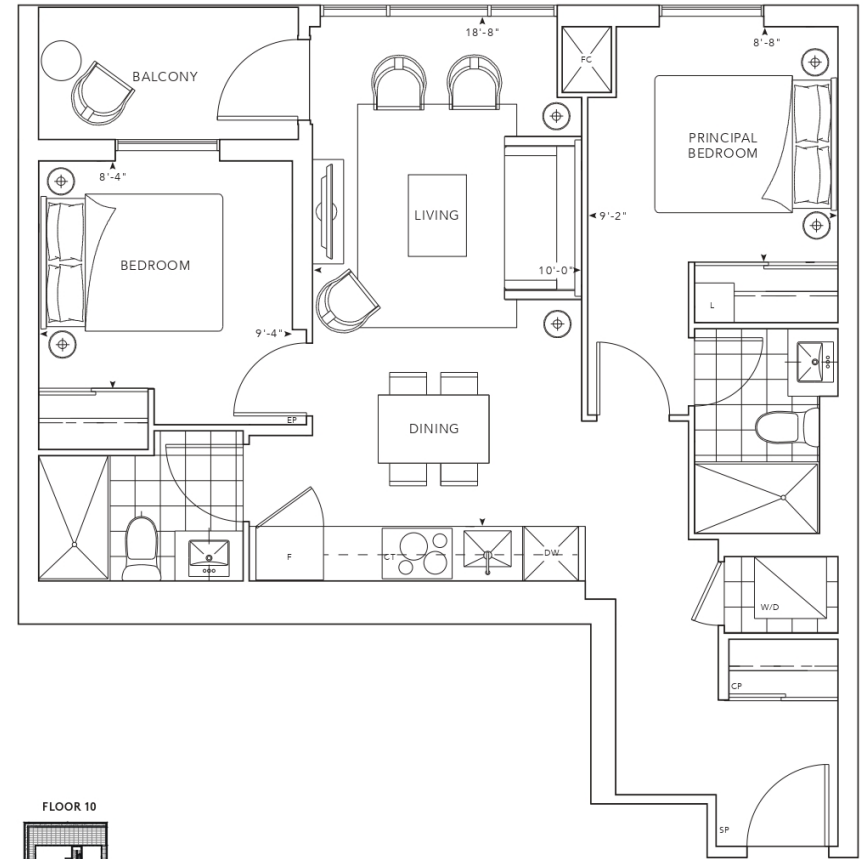 18'-8"
8'-8"
FC
BALCONY
PRINCIPAL
BEDROOM
8'-4"
LIVING
9'-2"
BEDROOM
10'-0"
L
9'-4"
EP
DINING
F
CT
DW
W/D
CP
FLOOR 10
SP